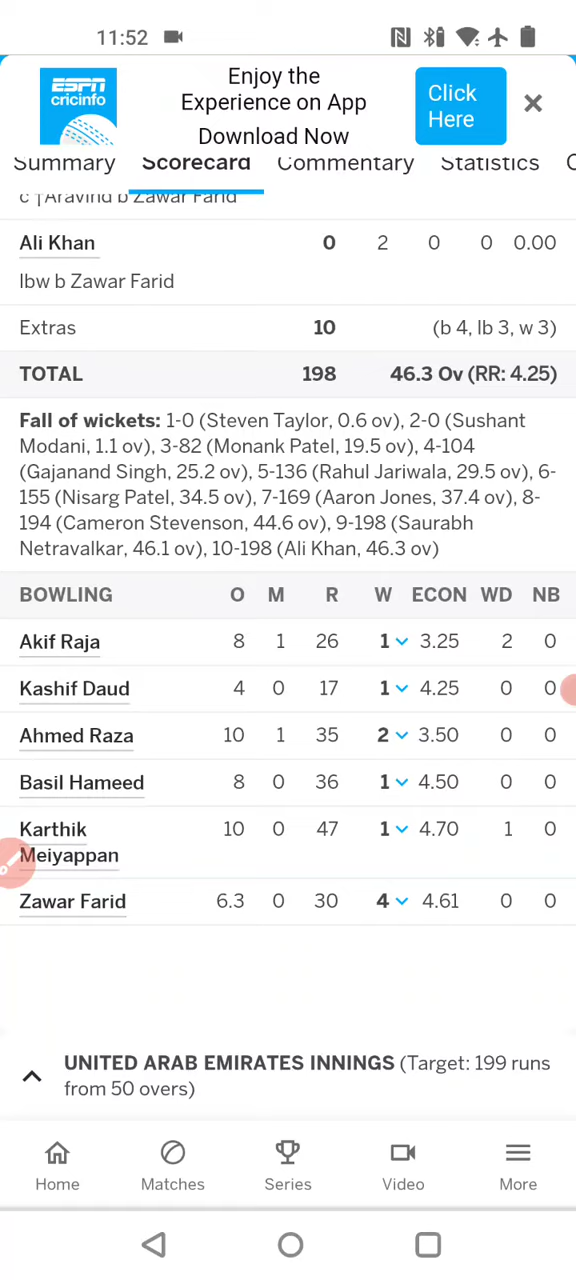 11:52
ESPN
cricinfo
Enjoy the
Experience on App
Download Now
Click
Here
Summary Scorecard Commentary Statistics
c †Aravind b Zawar Farid
Ali Khan 0 2 0 0 0.00
lbw b Zawar Farid
Extras 10 (b 4, lb 3, w 3)
TOTAL 198 46.3 Ov (RR: 4.25)
Fall of wickets: 1-0 (Steven Taylor, 0.6 ov), 2-0 (Sushant
Modani, 1.1 ov), 3-82 (Monank Patel, 19.5 ov), 4-104
(Gajanand Singh, 25.2 ov), 5-136 (Rahul Jariwala, 29.5 ov), 6-
155 (Nisarg Patel, 34.5 ov), 7-169 (Aaron Jones, 37.4 ov), 8-
194 (Cameron Stevenson, 44.6 ov), 9-198 (Saurabh
Netravalkar, 46.1 ov), 10-198 (Ali Khan, 46.3 ov)
BOWLING O M R W ECON WD NB
Akif Raja 8 1 26 1 3.25 2 0
Kashif Daud 4 0 17 1 4.25 0 0
Ahmed Raza 10 1 35 2 3.50 0 0
Basil Hameed 8 0 36 1 4.50 0 0
Karthik 10 0 47 1 4.70 1 0
Meiyappan
Zawar Farid 6.3 0 30 4 4.61 0 0
UNITED ARAB EMIRATES INNINGS (Target: 199 runs
from 50 overs)
Home Matches Series Video More